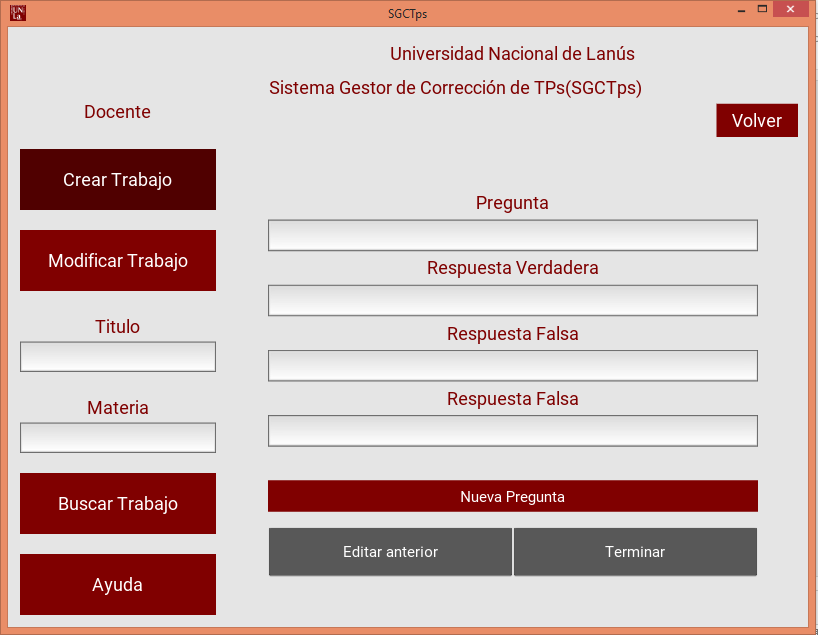 UNLa
SGCTps
Universidad Nacional de Lanús
Sistema Gestor de Corrección de TPs(SGCTps)
Docente
Volver
Crear Trabajo
Modificar Trabajo
Titulo
Materia
Buscar Trabajo
Ayuda
Pregunta
Respuesta Verdadera
Respuesta Falsa
Respuesta Falsa
Nueva Pregunta
Editar anterior
Terminar